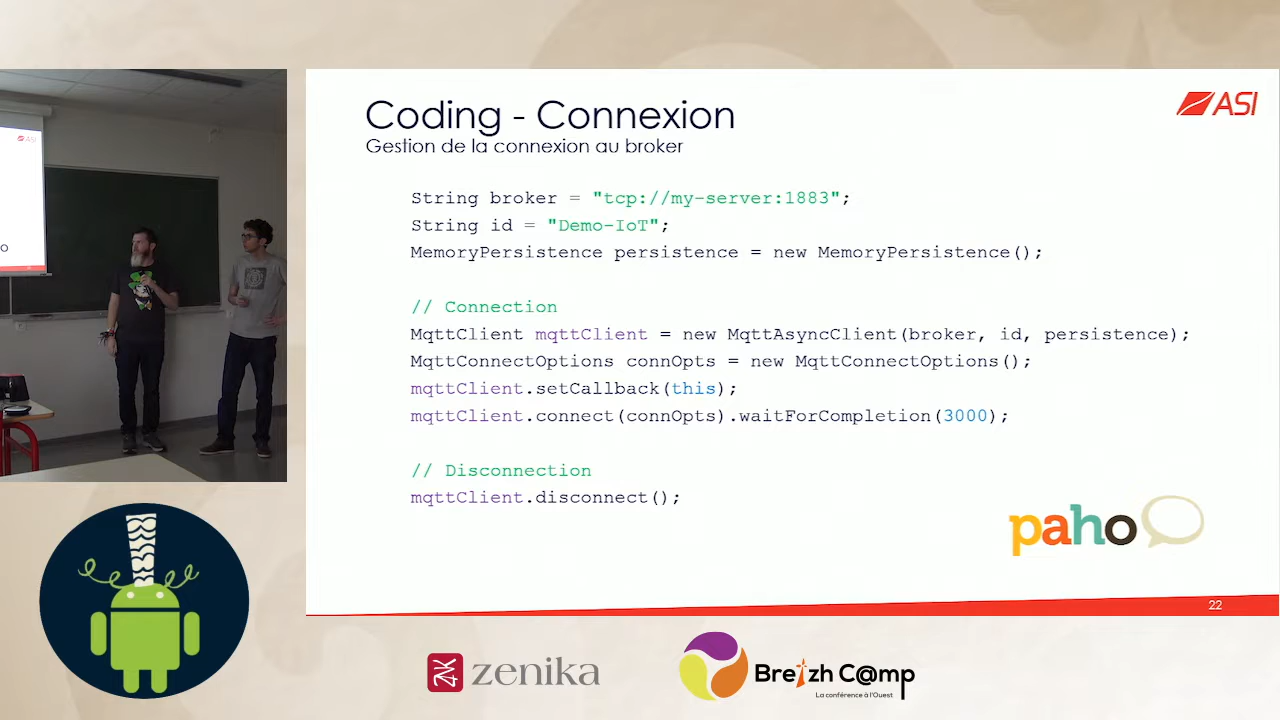 Coding - Connexion
Gestion de la connexion au broker
ASI
String broker = "tcp://my-server:1883";
String id = "Demo-IoT";
MemoryPersistence persistence = new MemoryPersistence();
// Connection
MqttClient mqttClient = new MqttAsyncClient(broker, id, persistence);
MqttConnectOptions connOpts = new MqttConnectOptions();
mqttClient.setCallback(this);
mqttClient.connect(connOpts).waitForCompletion(3000);
// Disconnection
mqttClient.disconnect();
paho
22
zenika
Breizh C@mp
La conférence à l'Ouest